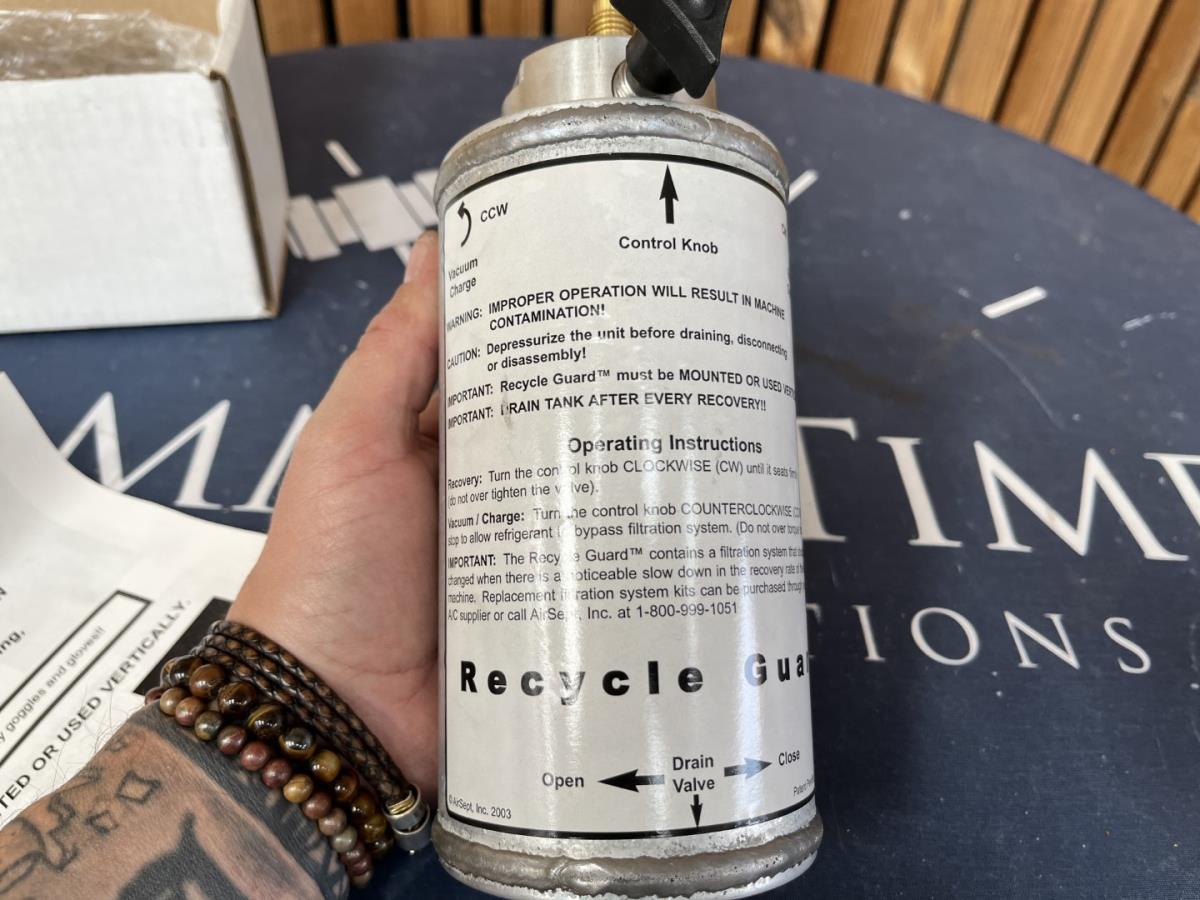 CCW
Vacuum
Charge
Control Knob
WARNING: IMPROPER OPERATION WILL RESULT IN MACHINE
CONTAMINATION!
CAUTION: Depressurize the unit before draining, disconnecting
or disassembly!
IMPORTANT: Recycle Guard™ must be MOUNTED OR USED
IMPORTANT: DRAIN TANK AFTER EVERY RECOVERY!!
Operating Instructions
Recovery: Turn the control knob CLOCKWISE (CW) until it seats
(do not over tighten the valve).
Vacuum / Charge: Turn the control knob COUNTERCLOCKWISE
stop to allow refrigerant to bypass filtration system. (Do not over
IMPORTANT: The Recycle Guard™ contains a filtration system that
changed when there is a noticeable slow down in the recovery rate of
machine. Replacement filtration system kits can be purchased through
A/C supplier or call AirSept, Inc. at 1-800-999-1051
Recycle Gua
Open
Drain
Valve
Close
©AirSept, Inc. 2003
goggles and gloves!!
TED OR USED VERTICALLY.
TIM
TIONS